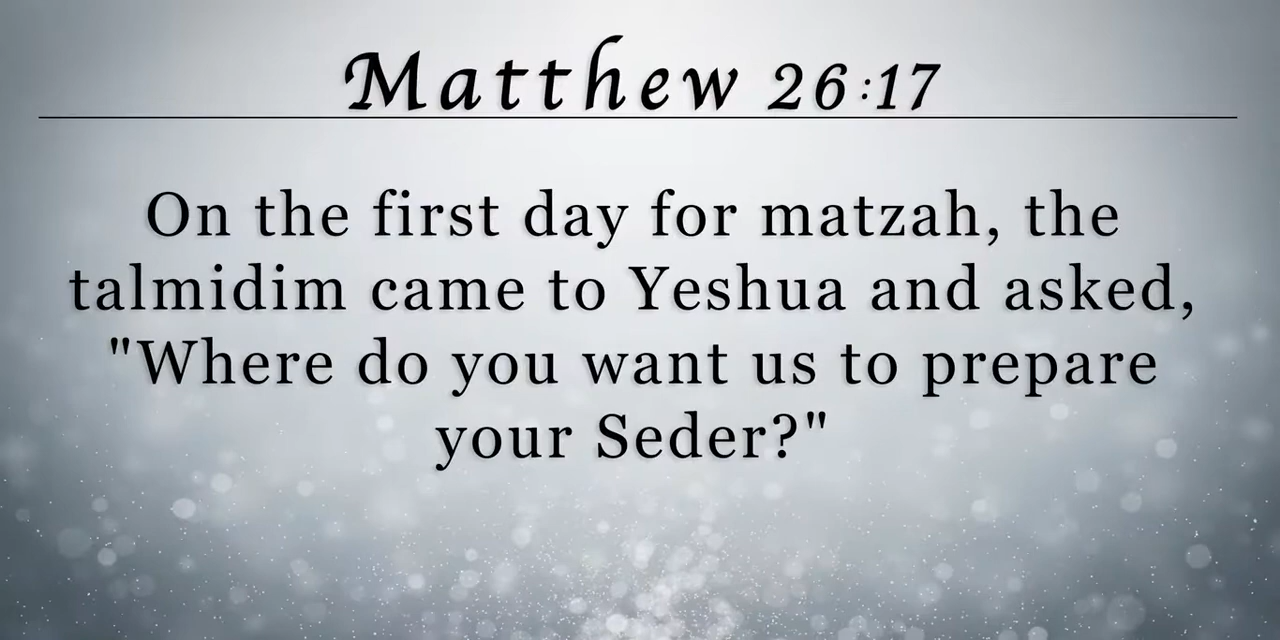 Matthew 26:17
On the first day for matzah, the
talmidim came to Yeshua and asked,
"Where do you want us to prepare
your Seder?"